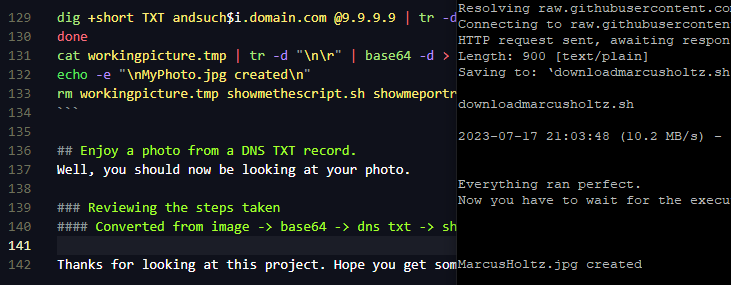 129 dig +short TXT andsuch$i.domain.com @9.9.9.9 | tr -d
130 done
131 cat workingpicture.tmp | tr -d "\n\r" | base64 -d >
132 echo -e "\nMyPhoto.jpg created\n"
133 rm workingpicture.tmp showmethescript.sh showmeportr
134 ```
135
136 ## Enjoy a photo from a DNS TXT record.
137 Well, you should now be looking at your photo.
138
139 ### Reviewing the steps taken
140 #### Converted from image -> base64 -> dns txt -> sh
141
142 Thanks for looking at this project. Hope you get som
Resolving raw.githubusercontent.co
Connecting to raw.githubusercontent
HTTP request sent, awaiting respon
Length: 900 [text/plain]
Saving to: 'downloadmarcusholtz.sh
downloadmarcusholtz.sh
2023-07-17 21:03:48 (10.2 MB/s) -
Everything ran perfect.
Now you have to wait for the execu
MarcusHoltz.jpg created